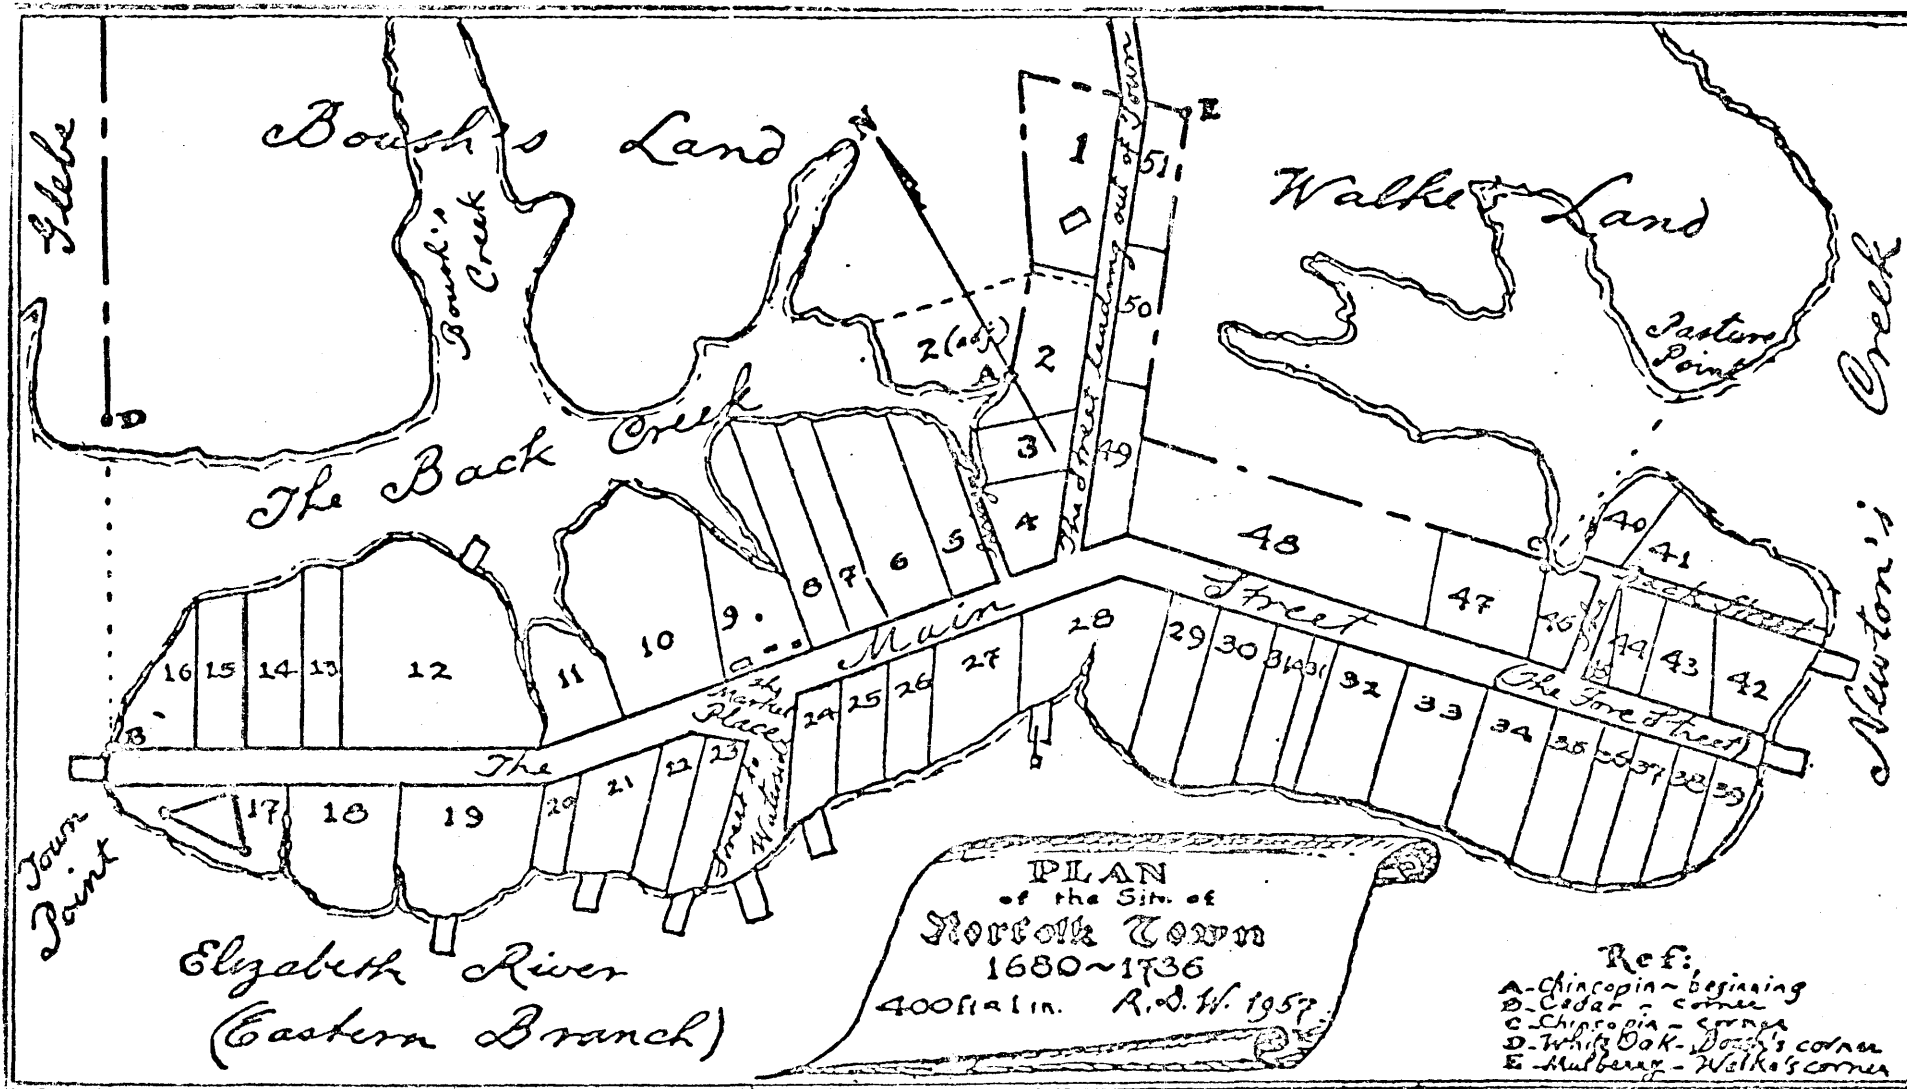 Glebe
Boush's Land
N
Boush's
Creek
The Street leading out of Town
1
51
E
Walke Land
50
Pasture
Point
Newton's Creek
2 (adj)
2
A
D
The Back Creek
3
49
4
5
6
7
8
9
10
11
12
13
14
15
16
B
48
C
40
41
Back Street
47
46
44
43
42
The Main Street
(The Fore Street)
The
Market
Place
Street to
Waterside
17
18
19
20
21
22
23
24
25
26
27
28
29
30
31a
31
32
33
34
35
36
37
38
39
Town
Point
Elizabeth River
(Eastern Branch)
PLAN
of the Site of
Norfolk Town
1680~1736
400 ft al in. R.D.W. 1957
Ref:
A-Chincopin-beginning
B-Cedar - corner
C-Chincopin - corner
D-White Oak- corner
E-Mulberry - Walke's corner